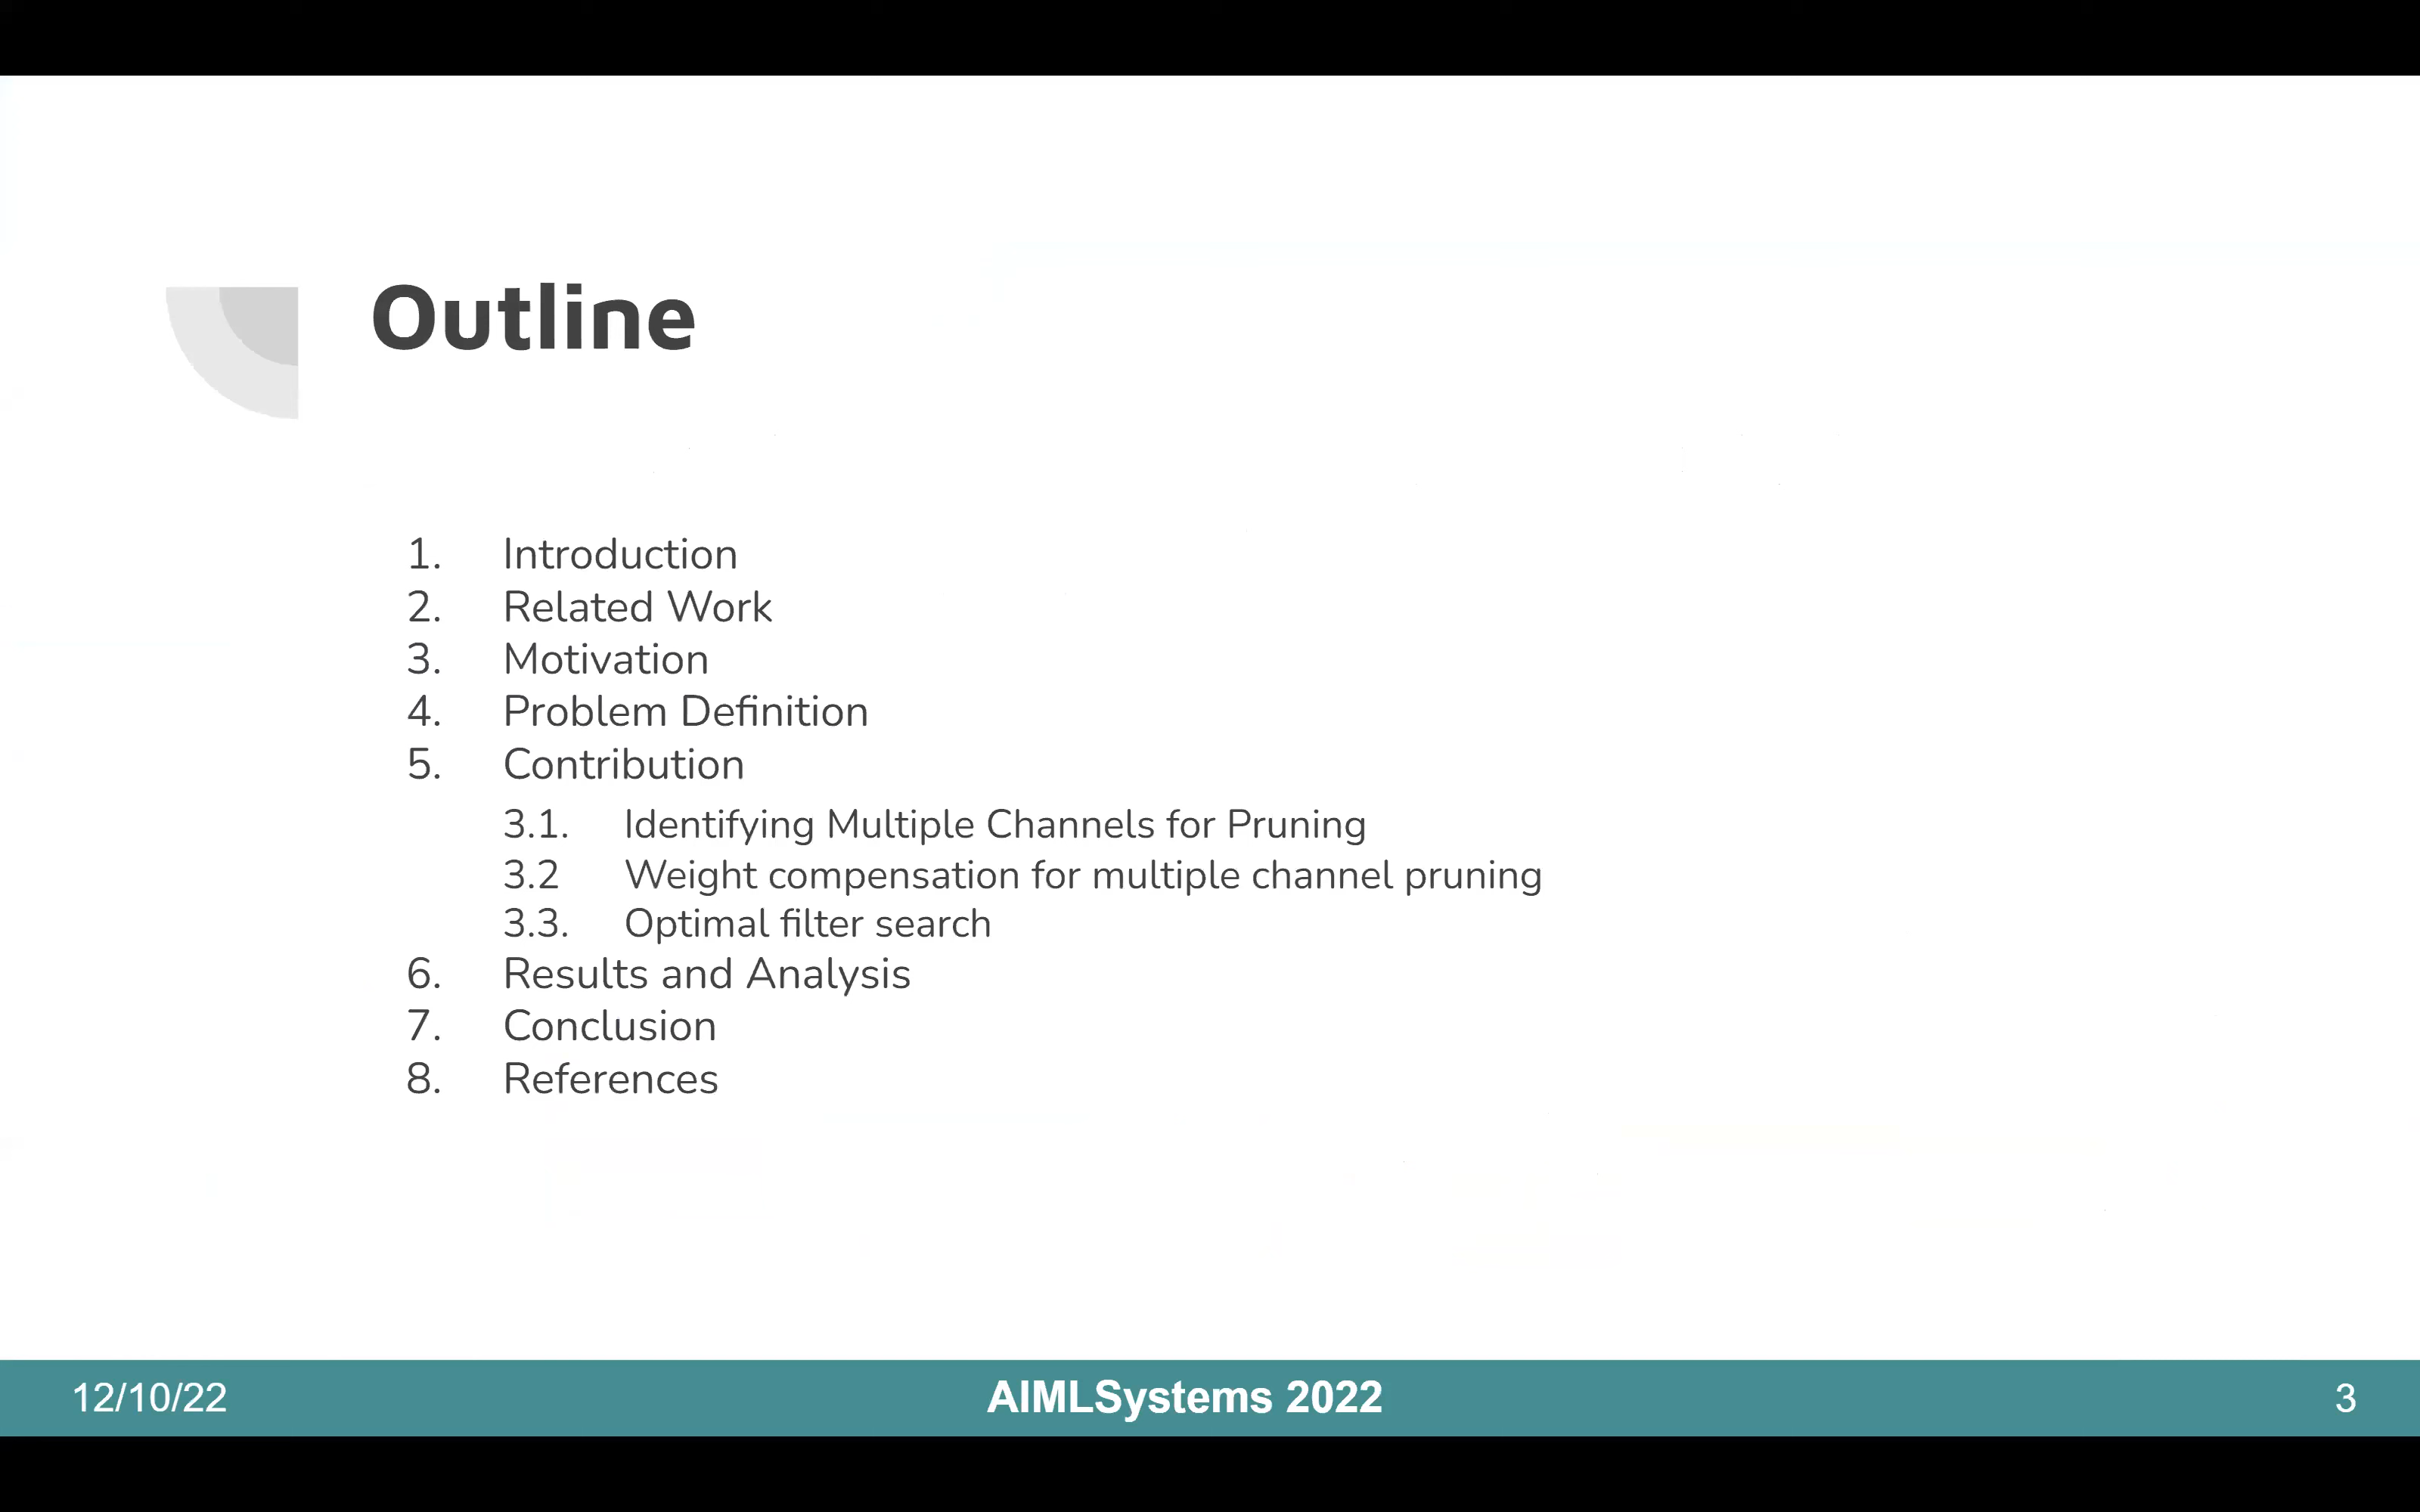 Outline
1. Introduction
2. Related Work
3. Motivation
4. Problem Definition
5. Contribution
3.1. Identifying Multiple Channels for Pruning
3.2 Weight compensation for multiple channel pruning
3.3. Optimal filter search
6. Results and Analysis
7. Conclusion
8. References
12/10/22 AIMLSystems 2022 3